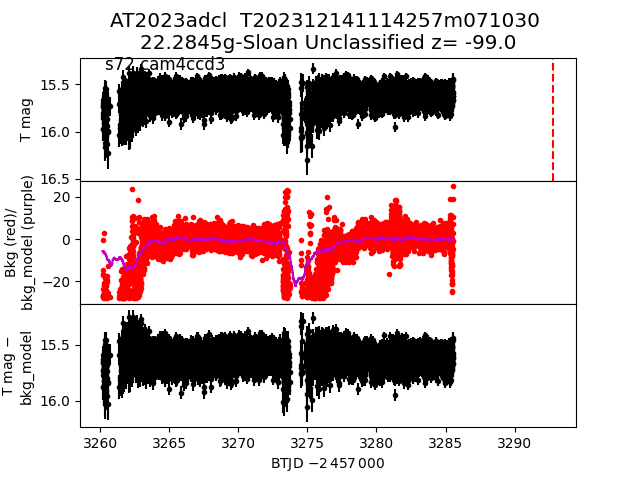 AT2023adcl  T202312141114257m071030
22.2845g-Sloan Unclassified z= -99.0
s72 cam4ccd3
15.5
16.0
16.5
T mag
20
0
−20
Bkg (red)/
bkg_model (purple)
15.5
16.0
T mag −
bkg_model
3260
3265
3270
3275
3280
3285
3290
BTJD −2 457 000